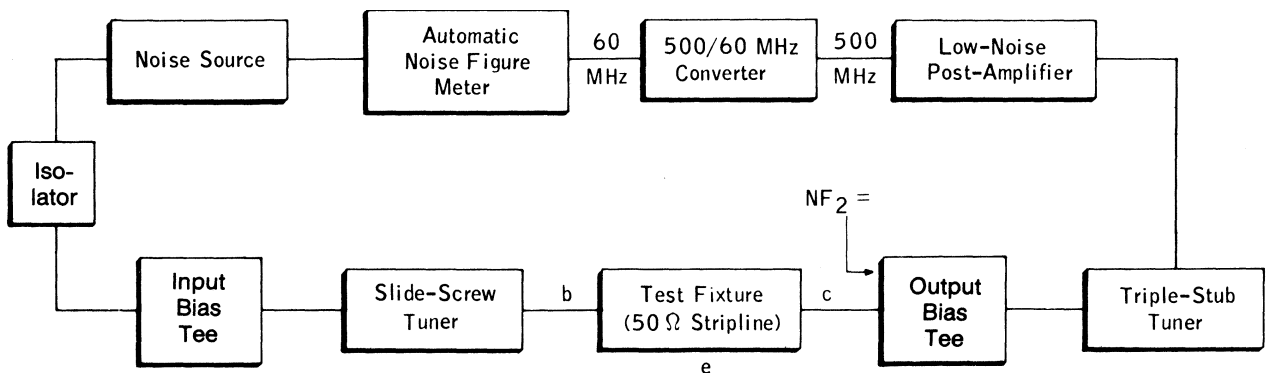 Noise Source
Automatic
Noise Figure
Meter
60
MHz
500/60 MHz
Converter
500
MHz
Low-Noise
Post-Amplifier
Iso-
lator
NF2 =
Input
Bias
Tee
Slide-Screw
Tuner
b
Test Fixture
(50 Ω Stripline)
e
c
Output
Bias
Tee
Triple-Stub
Tuner